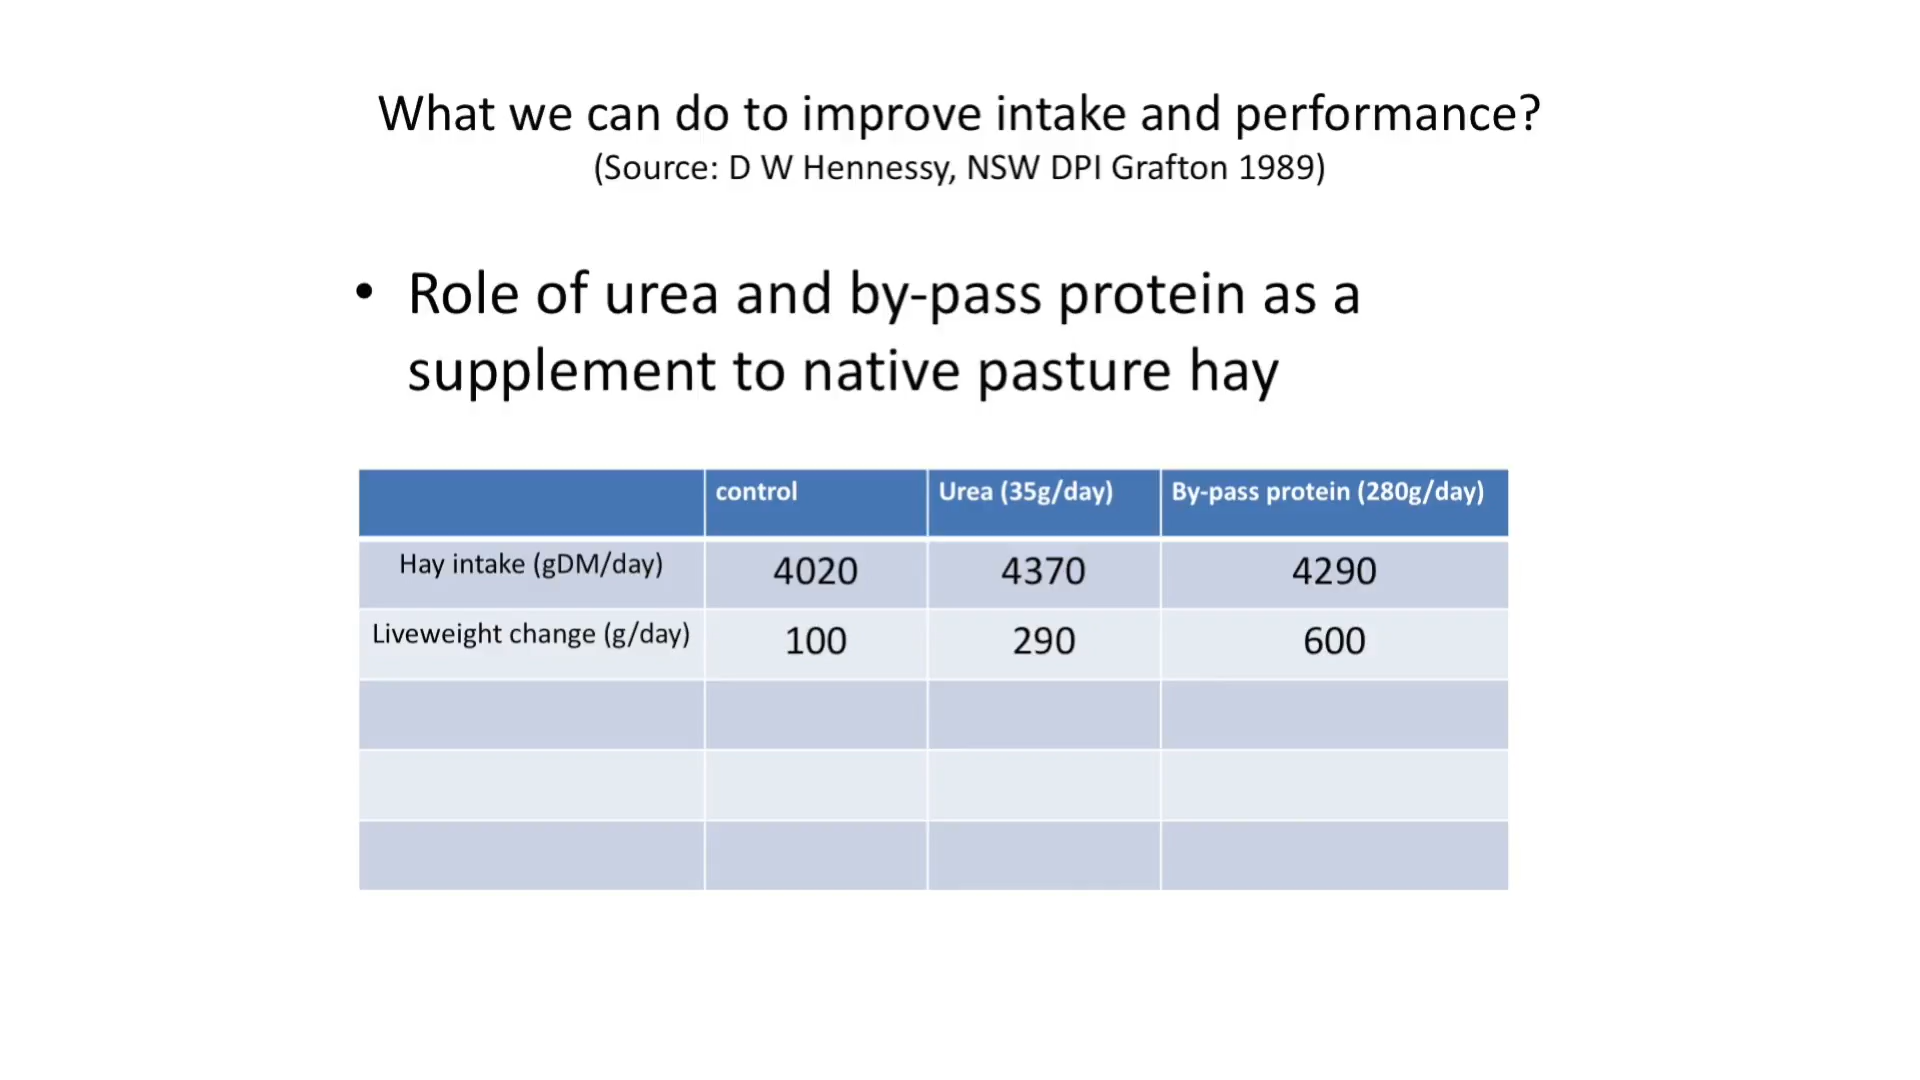 What we can do to improve intake and performance?
(Source: D W Hennessy, NSW DPI Grafton 1989)
• Role of urea and by-pass protein as a
supplement to native pasture hay
control Urea (35g/day) By-pass protein (280g/day)
Hay intake (gDM/day) 4020 4370 4290
Liveweight change (g/day) 100 290 600